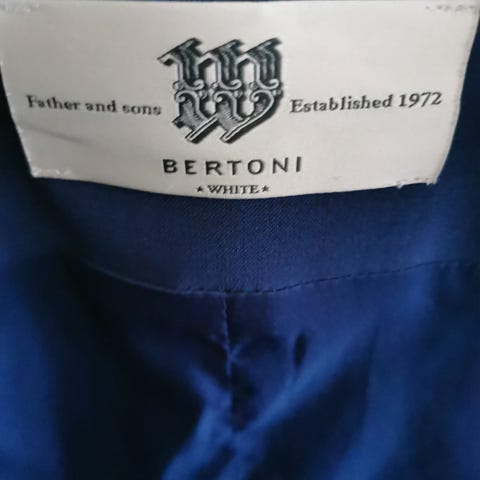 Father and sons W Established 1972
BERTONI
★ WHITE ★